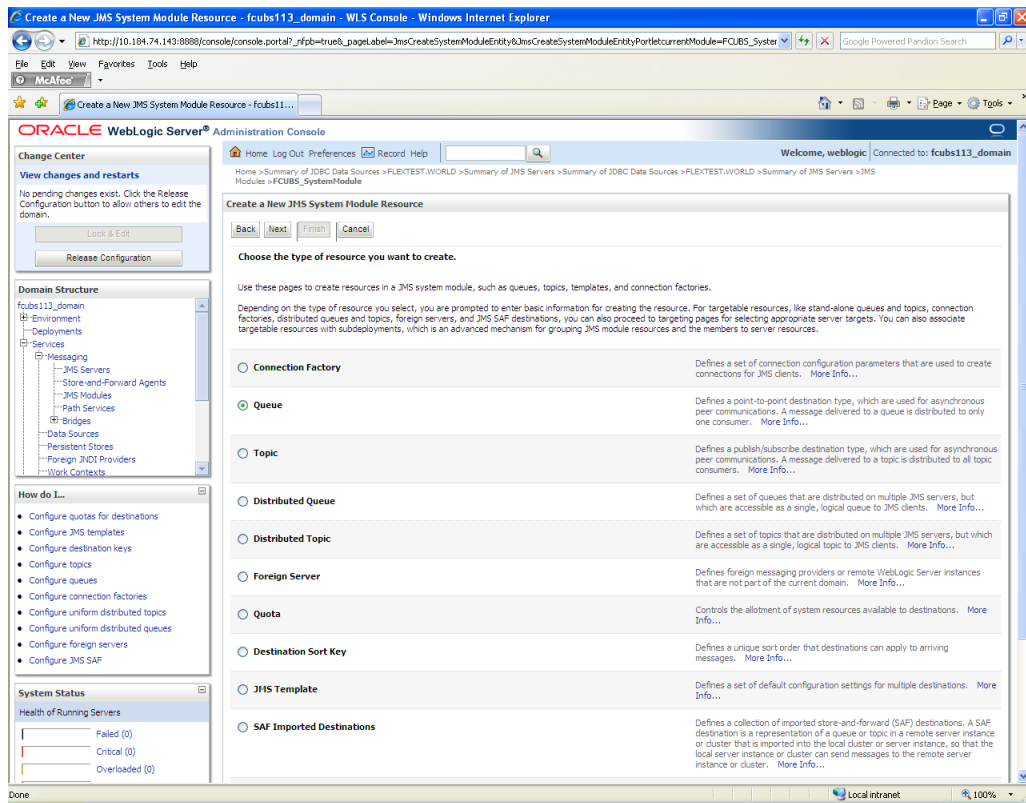 Create a New JMS System Module Resource - fcubs113_domain - WLS Console - Windows Internet Explorer
http://10.184.74.143:8888/console/console.portal?_nfpb=true&_pageLabel=JmsCreateSystemModuleEntity&JmsCreateSystemModuleEntityPortletcurrentModule=FCUBS_System
Google Powered Pandion Search
File Edit View Favorites Tools Help
McAfee
Create a New JMS System Module Resource - fcubs11...
Page Tools
ORACLE WebLogic Server® Administration Console
Change Center
View changes and restarts
No pending changes exist. Click the Release
Configuration button to allow others to edit the
domain.
Lock & Edit
Release Configuration
Domain Structure
fcubs113_domain
Environment
Deployments
Services
Messaging
JMS Servers
Store-and-Forward Agents
JMS Modules
Path Services
Bridges
Data Sources
Persistent Stores
Foreign JNDI Providers
Work Contexts
How do I...
Configure quotas for destinations
Configure JMS templates
Configure destination keys
Configure topics
Configure queues
Configure connection factories
Configure uniform distributed topics
Configure uniform distributed queues
Configure foreign servers
Configure JMS SAF
System Status
Health of Running Servers
Failed (0)
Critical (0)
Overloaded (0)
Home Log Out Preferences Record Help
Welcome, weblogic Connected to: fcubs113_domain
Home >Summary of JDBC Data Sources >FLEXTEST.WORLD >Summary of JMS Servers >Summary of JDBC Data Sources >FLEXTEST.WORLD >Summary of JMS Servers >JMS
Modules >FCUBS_SystemModule
Create a New JMS System Module Resource
Back Next Finish Cancel
Choose the type of resource you want to create.
Use these pages to create resources in a JMS system module, such as queues, topics, templates, and connection factories.
Depending on the type of resource you select, you are prompted to enter basic information for creating the resource. For targetable resources, like stand-alone queues and topics, connection
factories, distributed queues and topics, foreign servers, and JMS SAF destinations, you can also proceed to targeting pages for selecting appropriate server targets. You can also associate
targetable resources with subdeployments, which is an advanced mechanism for grouping JMS module resources and the members to server resources.
Connection Factory
Defines a set of connection configuration parameters that are used to create
connections for JMS clients. More Info...
Queue
Defines a point-to-point destination type, which are used for asynchronous
peer communications. A message delivered to a queue is distributed to only
one consumer. More Info...
Topic
Defines a publish/subscribe destination type, which are used for asynchronous
peer communications. A message delivered to a topic is distributed to all topic
consumers. More Info...
Distributed Queue
Defines a set of queues that are distributed on multiple JMS servers, but
which are accessible as a single, logical queue to JMS clients. More Info...
Distributed Topic
Defines a set of topics that are distributed on multiple JMS servers, but which
are accessible as a single, logical topic to JMS clients. More Info...
Foreign Server
Defines foreign messaging providers or remote WebLogic Server instances
that are not part of the current domain. More Info...
Quota
Controls the allotment of system resources available to destinations. More
Info...
Destination Sort Key
Defines a unique sort order that destinations can apply to arriving
messages. More Info...
JMS Template
Defines a set of default configuration settings for multiple destinations. More
Info...
SAF Imported Destinations
Defines a collection of imported store-and-forward (SAF) destinations. A SAF
destination is a representation of a queue or topic in a remote server instance
or cluster that is imported into the local cluster or server instance, so that the
local server instance or cluster can send messages to the remote server
instance or cluster. More Info...
Done
Local intranet
100%